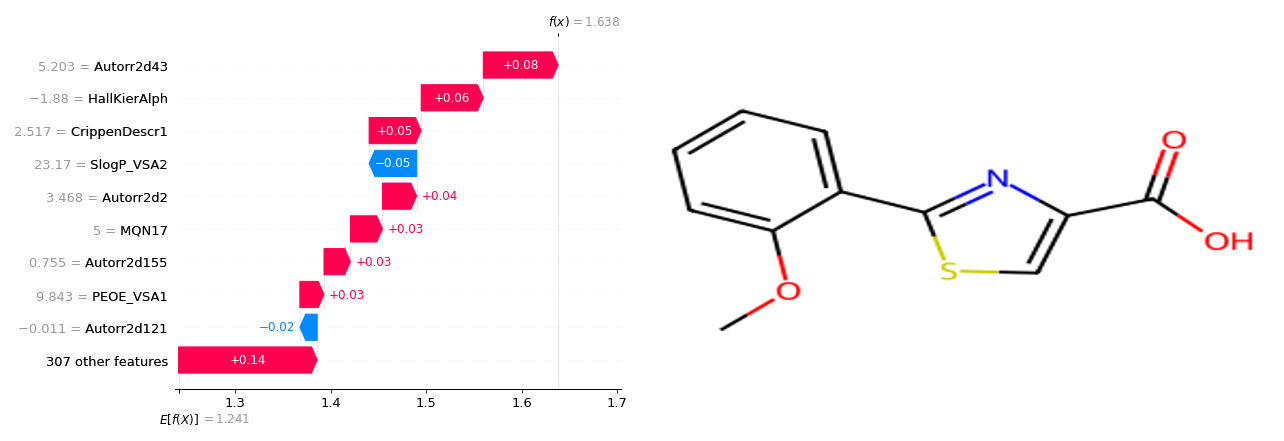 f(x) = 1.638
5.203 = Autorr2d43 +0.08
−1.88 = HallKierAlph +0.06
2.517 = CrippenDescr1 +0.05
23.17 = SlogP_VSA2 −0.05
3.468 = Autorr2d2 +0.04
5 = MQN17 +0.03
0.755 = Autorr2d155 +0.03
9.843 = PEOE_VSA1 +0.03
−0.011 = Autorr2d121 −0.02
307 other features +0.14
1.3 1.4 1.5 1.6 1.7
E[f(X)] = 1.241
O
N
OH
S
O